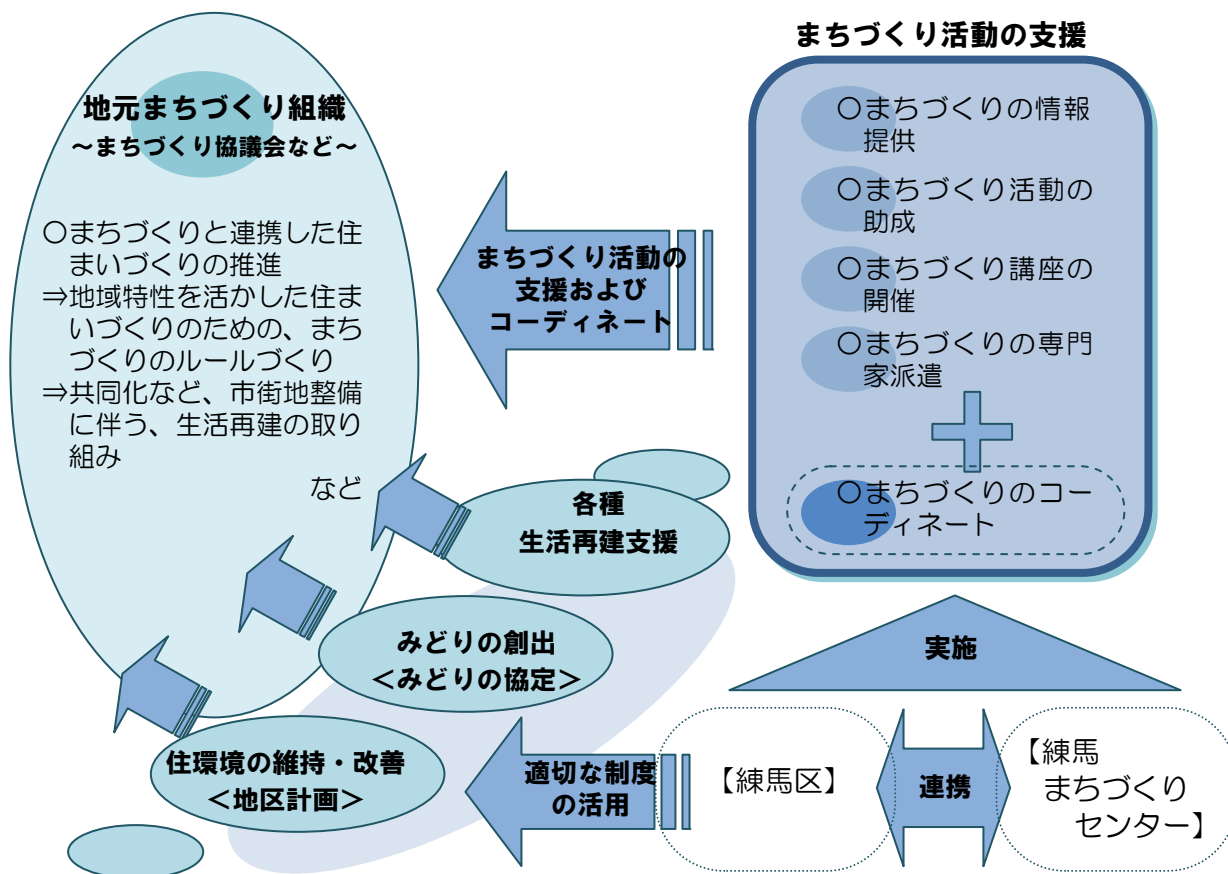 まちづくり活動の支援
地元まちづくり組織
～まちづくり協議会など～
○まちづくりと連携した住
まいづくりの推進
⇒地域特性を活かした住ま
いづくりのための、まち
づくりのルールづくり
⇒共同化など、市街地整備
に伴う、生活再建の取り
組み
など
まちづくり活動の
支援および
コーディネート
○まちづくりの情報
提供
○まちづくり活動の
助成
○まちづくり講座の
開催
○まちづくりの専門
家派遣
○まちづくりのコー
ディネート
各種
生活再建支援
みどりの創出
＜みどりの協定＞
住環境の維持・改善
＜地区計画＞
適切な制度
の活用
実施
【練馬区】
連携
【練馬
まちづくり
センター】